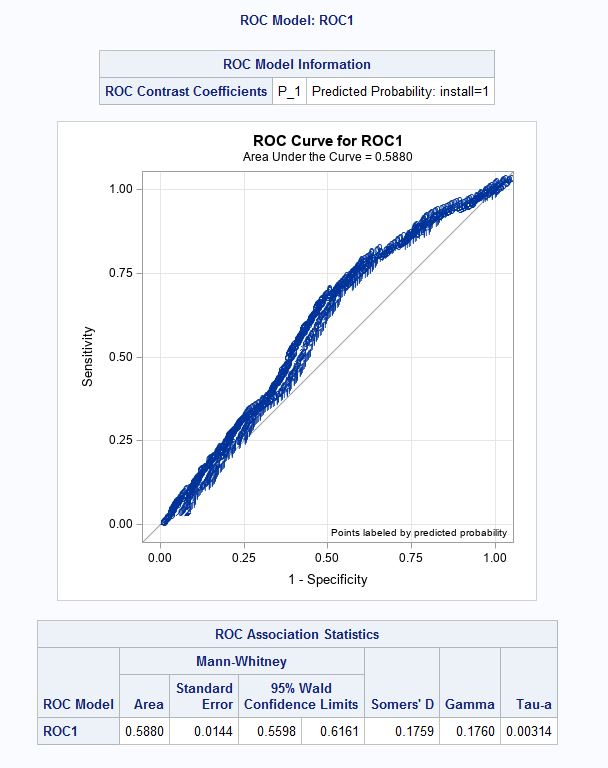 ROC Model: ROC1
ROC Model Information
ROC Contrast Coefficients P_1 Predicted Probability: install=1
ROC Curve for ROC1
Area Under the Curve = 0.5880
1.00
0.75
0.50
0.25
0.00
Sensitivity
Points labeled by predicted probability
0.00 0.25 0.50 0.75 1.00
1 - Specificity
ROC Association Statistics
Mann-Whitney
ROC Model Area Standard Error 95% Wald Confidence Limits Somers' D Gamma Tau-a
ROC1 0.5880 0.0144 0.5598 0.6161 0.1759 0.1760 0.00314